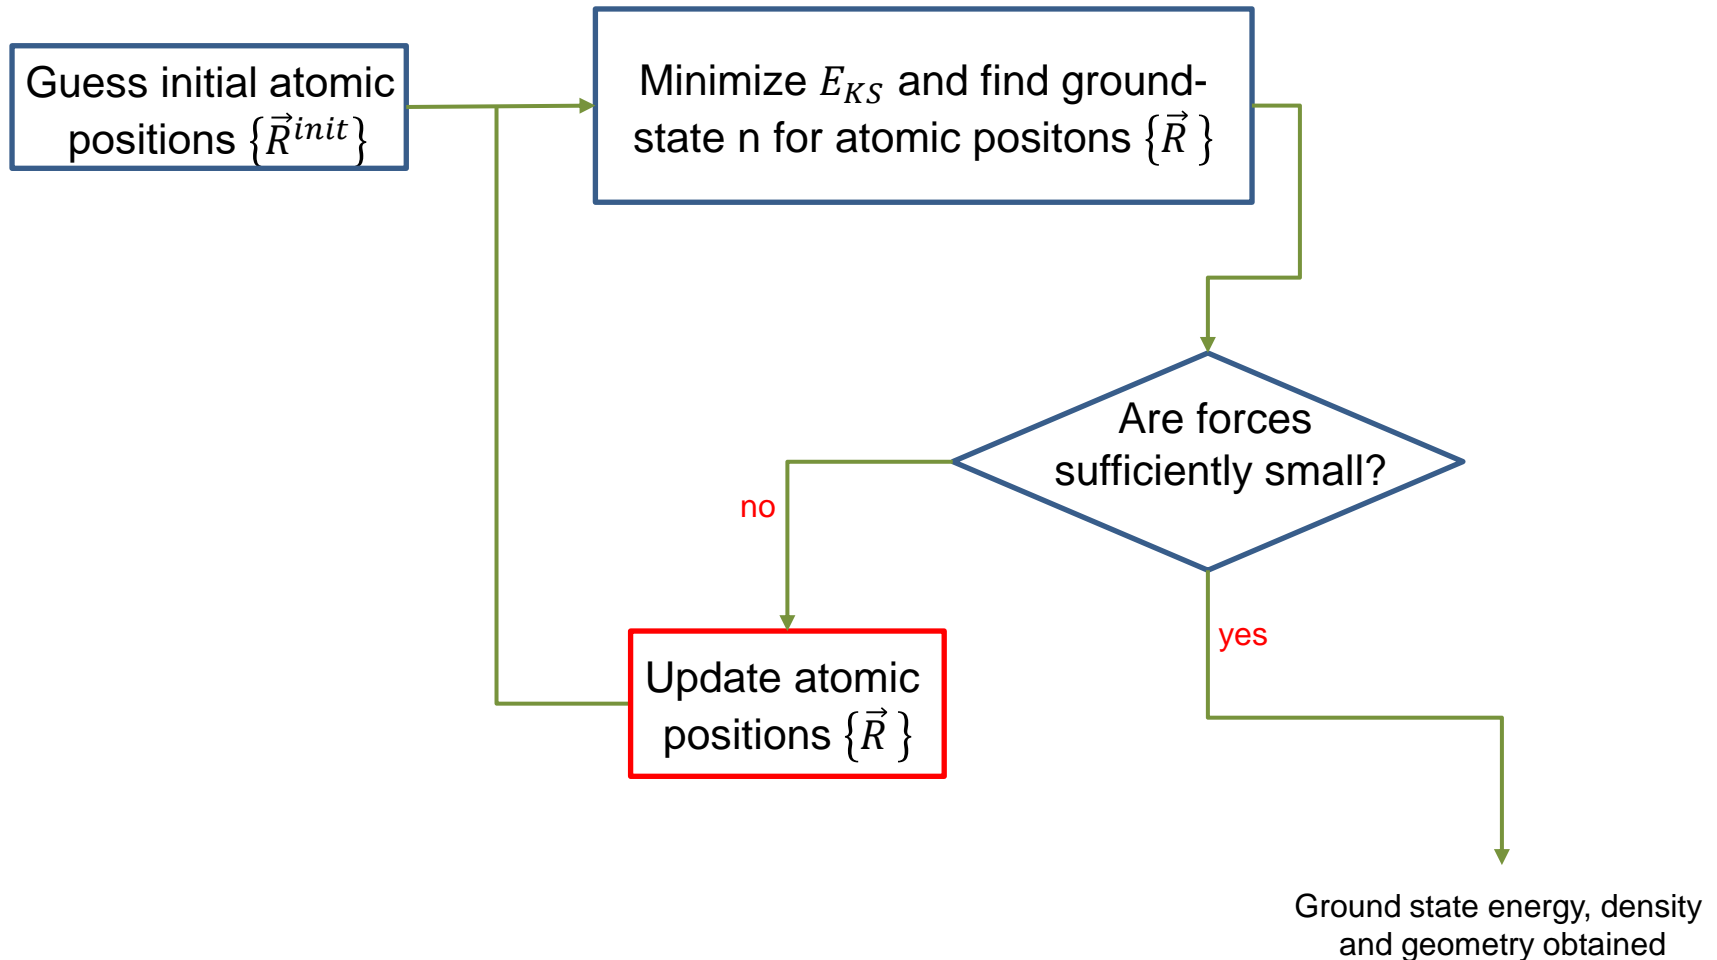 Guess initial atomic
positions {R⃗^init}
Minimize E_KS and find ground-
state n for atomic positons {R⃗ }
Are forces
sufficiently small?
no
yes
Update atomic
positions {R⃗ }
Ground state energy, density
and geometry obtained